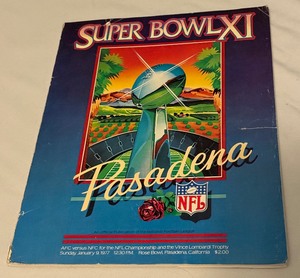 SUPER BOWL XI
Pasadena
NFL
AFC versus NFC for the NFL Championship and the Vince Lombardi Trophy
Sunday January 9 1977 12:30 PM Rose Bowl, Pasadena, California $2.00